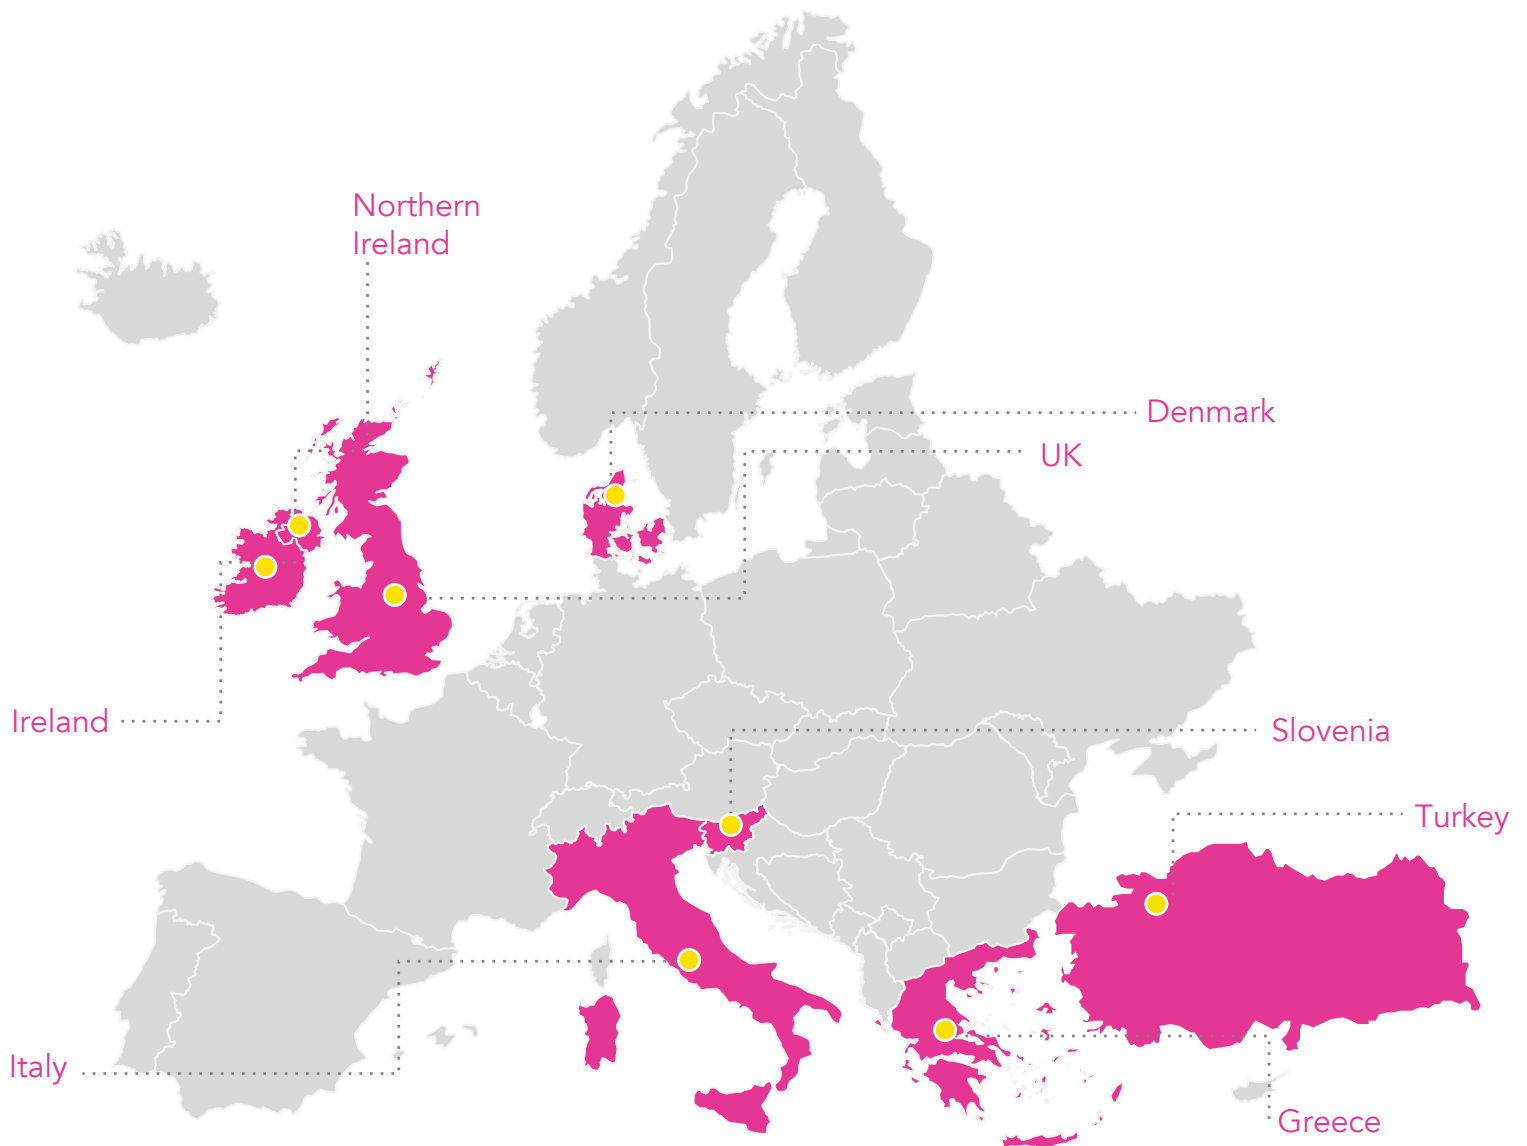 Northern
Ireland
Denmark
UK
Ireland
Slovenia
Turkey
Italy
Greece